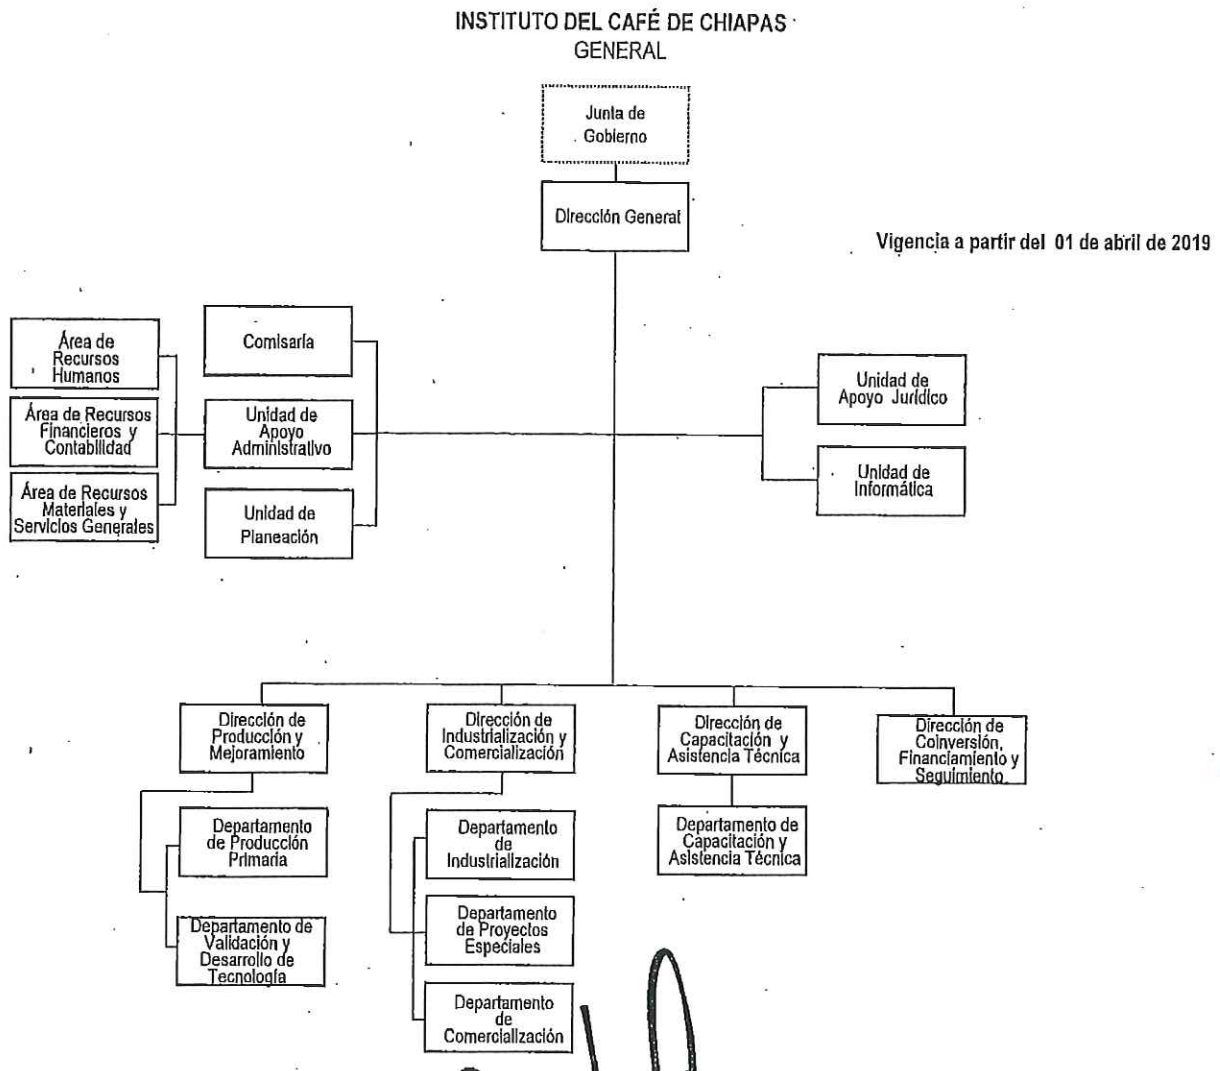 INSTITUTO DEL CAFÉ DE CHIAPAS
GENERAL
Junta de
Gobierno
Dirección General
Vigencia a partir del 01 de abril de 2019
Área de
Recursos
Humanos
Área de Recursos
Financieros y
Contabilidad
Área de Recursos
Materiales y
Servicios Generales
Comisaría
Unidad de
Apoyo
Administrativo
Unidad de
Planeación
Unidad de
Apoyo Jurídico
Unidad de
Informática
Dirección de
Producción y
Mejoramiento
Departamento
de Producción
Primaria
Departamento de
Validación y
Desarrollo de
Tecnología
Dirección de
Industrialización y
Comercialización
Departamento
de
Industrialización
Departamento
de Proyectos
Especiales
Departamento
de
Comercialización
Dirección de
Capacitación y
Asistencia Técnica
Departamento de
Capacitación y
Asistencia Técnica
Dirección de
Coinversión,
Financiamiento y
Seguimiento